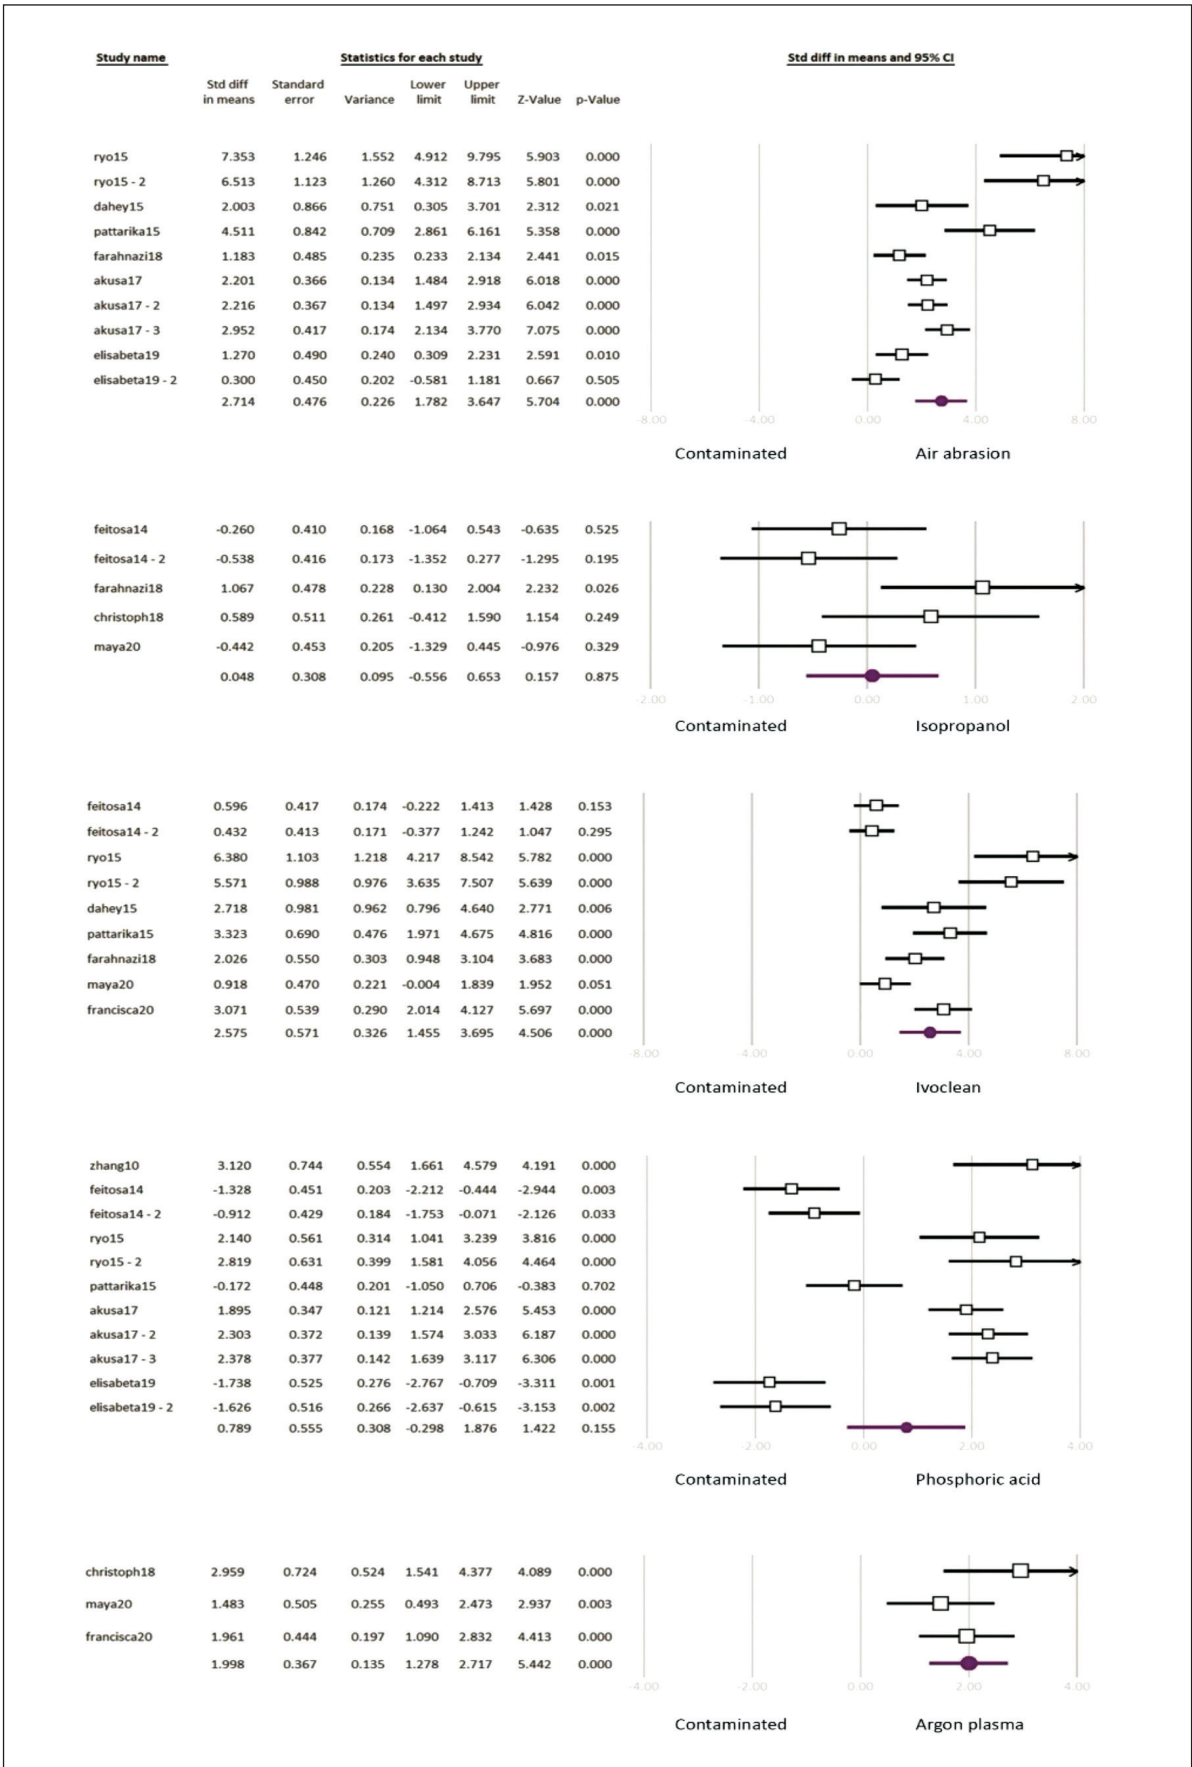 Study name Statistics for each study Std diff in means and 95% CI
Std diff in means Standard error Variance Lower limit Upper limit Z-Value p-Value
ryo15 7.353 1.246 1.552 4.912 9.795 5.903 0.000
ryo15 - 2 6.513 1.123 1.260 4.312 8.713 5.801 0.000
dahey15 2.003 0.866 0.751 0.305 3.701 2.312 0.021
pattarika15 4.511 0.842 0.709 2.861 6.161 5.358 0.000
farahnazi18 1.183 0.485 0.235 0.233 2.134 2.441 0.015
akusa17 2.201 0.366 0.134 1.484 2.918 6.018 0.000
akusa17 - 2 2.216 0.367 0.134 1.497 2.934 6.042 0.000
akusa17 - 3 2.952 0.417 0.174 2.134 3.770 7.075 0.000
elisabeta19 1.270 0.490 0.240 0.309 2.231 2.591 0.010
elisabeta19 - 2 0.300 0.450 0.202 -0.581 1.181 0.667 0.505
2.714 0.476 0.226 1.782 3.647 5.704 0.000
-8.00 -4.00 0.00 4.00 8.00
Contaminated Air abrasion
feitosa14 -0.260 0.410 0.168 -1.064 0.543 -0.635 0.525
feitosa14 - 2 -0.538 0.416 0.173 -1.352 0.277 -1.295 0.195
farahnazi18 1.067 0.478 0.228 0.130 2.004 2.232 0.026
christoph18 0.589 0.511 0.261 -0.412 1.590 1.154 0.249
maya20 -0.442 0.453 0.205 -1.329 0.445 -0.976 0.329
0.048 0.308 0.095 -0.556 0.653 0.157 0.875
-2.00 -1.00 0.00 1.00 2.00
Contaminated Isopropanol
feitosa14 0.596 0.417 0.174 -0.222 1.413 1.428 0.153
feitosa14 - 2 0.432 0.413 0.171 -0.377 1.242 1.047 0.295
ryo15 6.380 1.103 1.218 4.217 8.542 5.782 0.000
ryo15 - 2 5.571 0.988 0.976 3.635 7.507 5.639 0.000
dahey15 2.718 0.981 0.962 0.796 4.640 2.771 0.006
pattarika15 3.323 0.690 0.476 1.971 4.675 4.816 0.000
farahnazi18 2.026 0.550 0.303 0.948 3.104 3.683 0.000
maya20 0.918 0.470 0.221 -0.004 1.839 1.952 0.051
francisca20 3.071 0.539 0.290 2.014 4.127 5.697 0.000
2.575 0.571 0.326 1.455 3.695 4.506 0.000
-8.00 -4.00 0.00 4.00 8.00
Contaminated Ivoclean
zhang10 3.120 0.744 0.554 1.661 4.579 4.191 0.000
feitosa14 -1.328 0.451 0.203 -2.212 -0.444 -2.944 0.003
feitosa14 - 2 -0.912 0.429 0.184 -1.753 -0.071 -2.126 0.033
ryo15 2.140 0.561 0.314 1.041 3.239 3.816 0.000
ryo15 - 2 2.819 0.631 0.399 1.581 4.056 4.464 0.000
pattarika15 -0.172 0.448 0.201 -1.050 0.706 -0.383 0.702
akusa17 1.895 0.347 0.121 1.214 2.576 5.453 0.000
akusa17 - 2 2.303 0.372 0.139 1.574 3.033 6.187 0.000
akusa17 - 3 2.378 0.377 0.142 1.639 3.117 6.306 0.000
elisabeta19 -1.738 0.525 0.276 -2.767 -0.709 -3.311 0.001
elisabeta19 - 2 -1.626 0.516 0.266 -2.637 -0.615 -3.153 0.002
0.789 0.555 0.308 -0.298 1.876 1.422 0.155
-4.00 -2.00 0.00 2.00 4.00
Contaminated Phosphoric acid
christoph18 2.959 0.724 0.524 1.541 4.377 4.089 0.000
maya20 1.483 0.505 0.255 0.493 2.473 2.937 0.003
francisca20 1.961 0.444 0.197 1.090 2.832 4.413 0.000
1.998 0.367 0.135 1.278 2.717 5.442 0.000
-4.00 -2.00 0.00 2.00 4.00
Contaminated Argon plasma